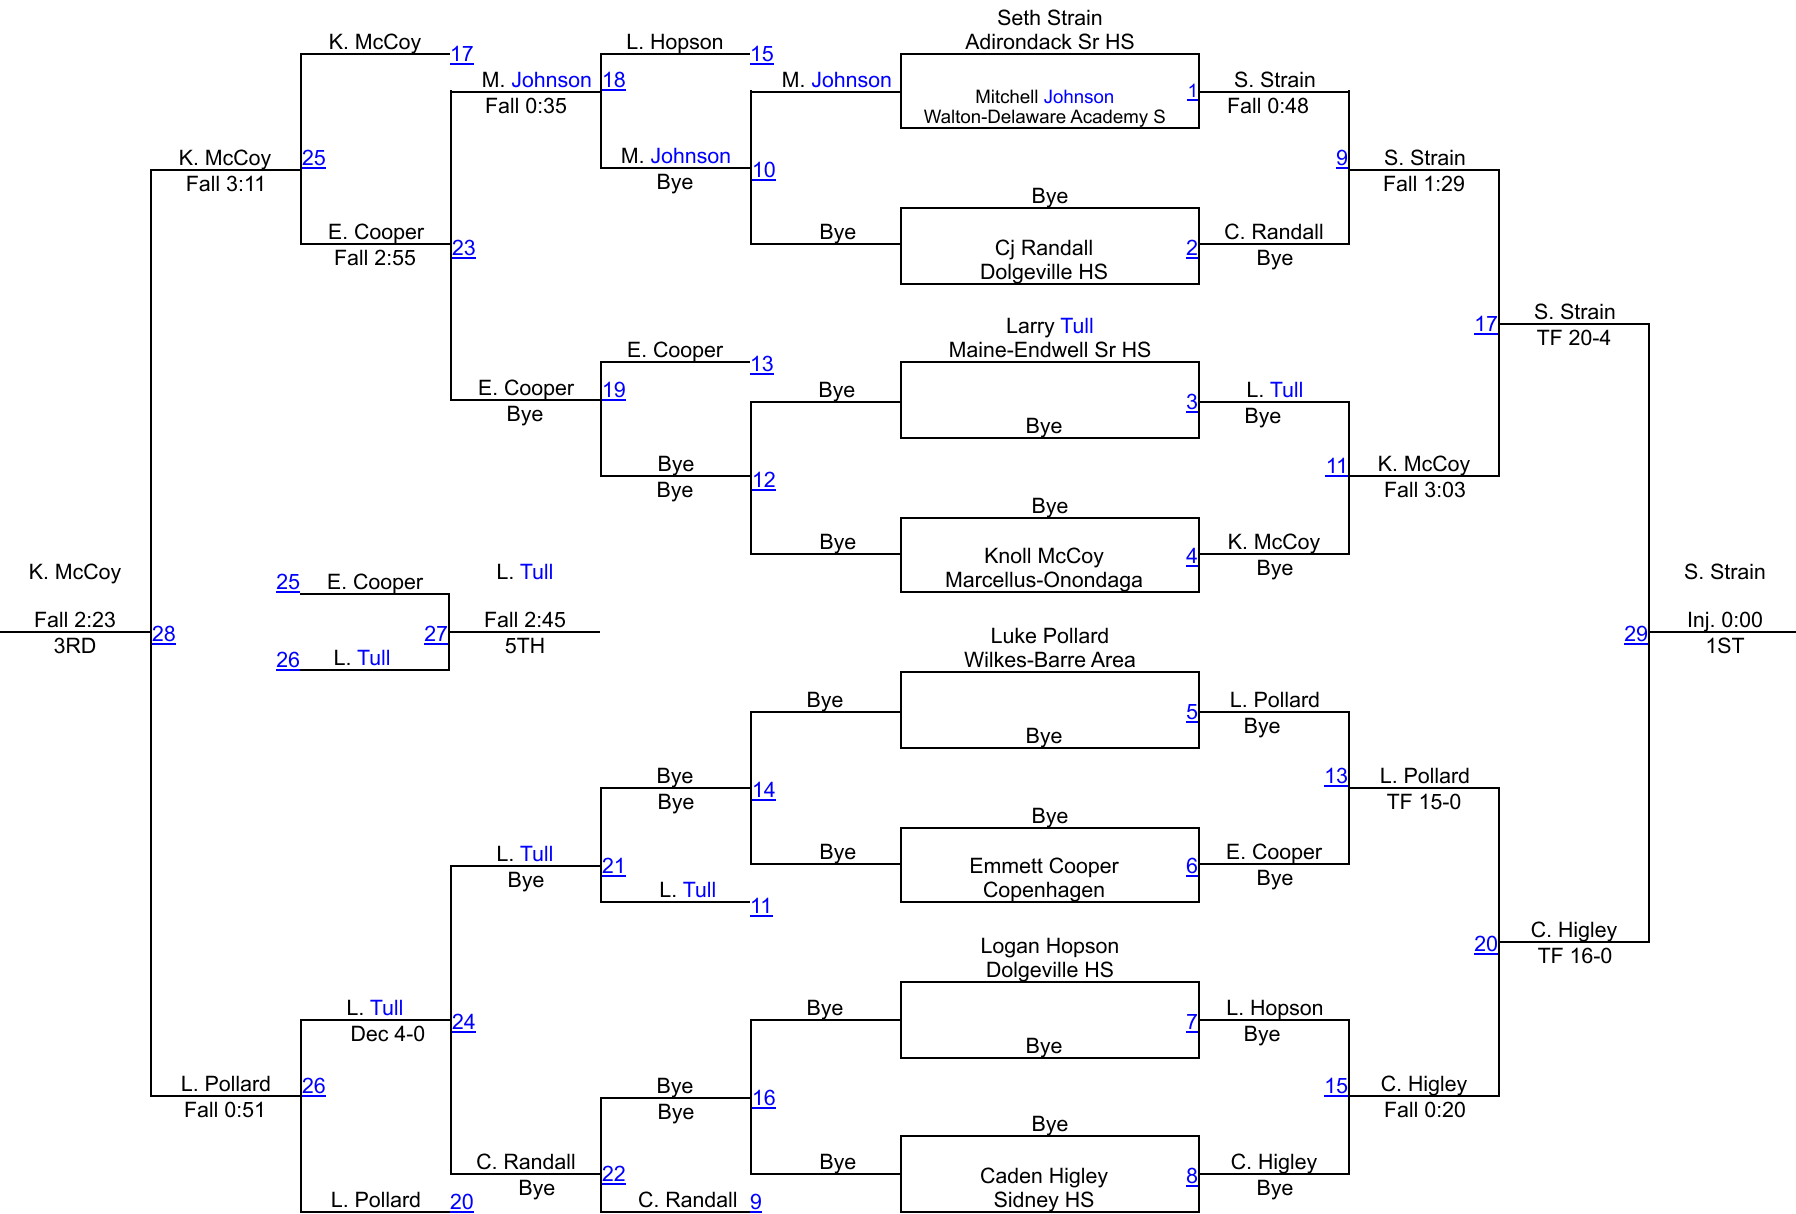 Seth Strain
K. McCoy
17
L. Hopson
15
Adirondack Sr HS
M. Johnson
18
M. Johnson
Mitchell Johnson
1
S. Strain
Fall 0:35
Walton-Delaware Academy S
Fall 0:48
K. McCoy
25
M. Johnson
10
9
S. Strain
Fall 3:11
Bye
Bye
Fall 1:29
E. Cooper
23
Bye
Cj Randall
2
C. Randall
Fall 2:55
Dolgeville HS
Bye
Larry Tull
17
S. Strain
E. Cooper
13
Maine-Endwell Sr HS
TF 20-4
E. Cooper
19
Bye
3
L. Tull
Bye
Bye
Bye
Bye
12
11
K. McCoy
Bye
Bye
Fall 3:03
Bye
Knoll McCoy
4
K. McCoy
Marcellus-Onondaga
Bye
K. McCoy
25
E. Cooper
L. Tull
S. Strain
Fall 2:23
28
27
Fall 2:45
Luke Pollard
29
Inj. 0:00
3RD
26
L. Tull
5TH
Wilkes-Barre Area
1ST
Bye
5
L. Pollard
Bye
Bye
Bye
14
13
L. Pollard
Bye
Bye
TF 15-0
L. Tull
21
Bye
Emmett Cooper
6
E. Cooper
Bye
L. Tull
11
Copenhagen
Bye
Logan Hopson
20
C. Higley
Dolgeville HS
TF 16-0
L. Tull
24
Bye
7
L. Hopson
Dec 4-0
Bye
Bye
L. Pollard
26
Bye
16
15
C. Higley
Fall 0:51
Bye
Bye
Fall 0:20
C. Randall
22
Bye
Caden Higley
8
C. Higley
Bye
Bye
L. Pollard
20
C. Randall
9
Sidney HS